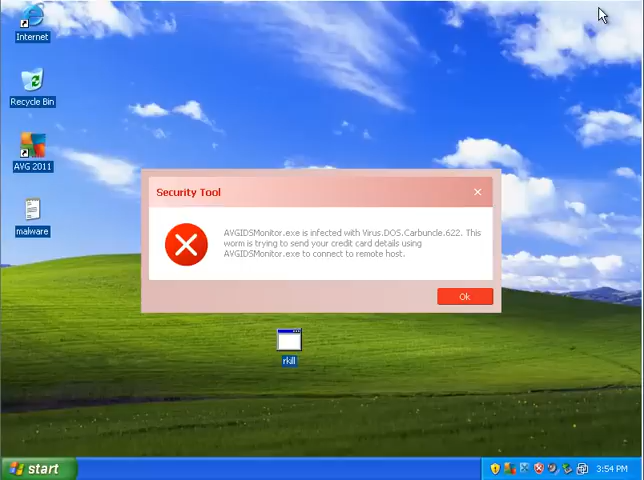 Internet
Recycle Bin
AVG 2011
malware
Security Tool
AVGIDSMonitor.exe is infected with Virus.DOS.Carbuncle.622. This
worm is trying to send your credit card details using
AVGIDSMonitor.exe to connect to remote host.
Ok
rkill
start
3:54 PM